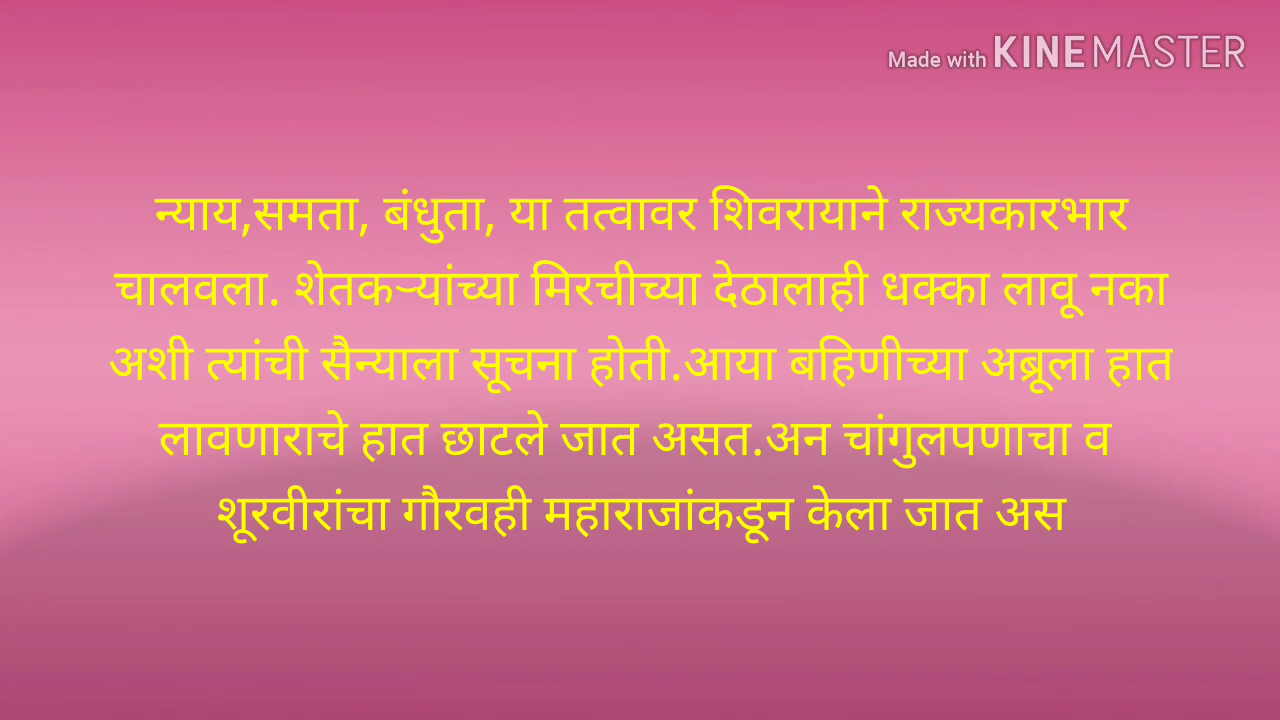 Made with KINEMASTER
न्याय,समता, बंधुता, या तत्वावर शिवरायाने राज्यकारभार
चालवला. शेतकऱ्यांच्या मिरचीच्या देठालाही धक्का लावू नका
अशी त्यांची सैन्याला सूचना होती.आया बहिणीच्या अब्रूला हात
लावणाराचे हात छाटले जात असत.अन चांगुलपणाचा व
शूरवीरांचा गौरवही महाराजांकडून केला जात अस